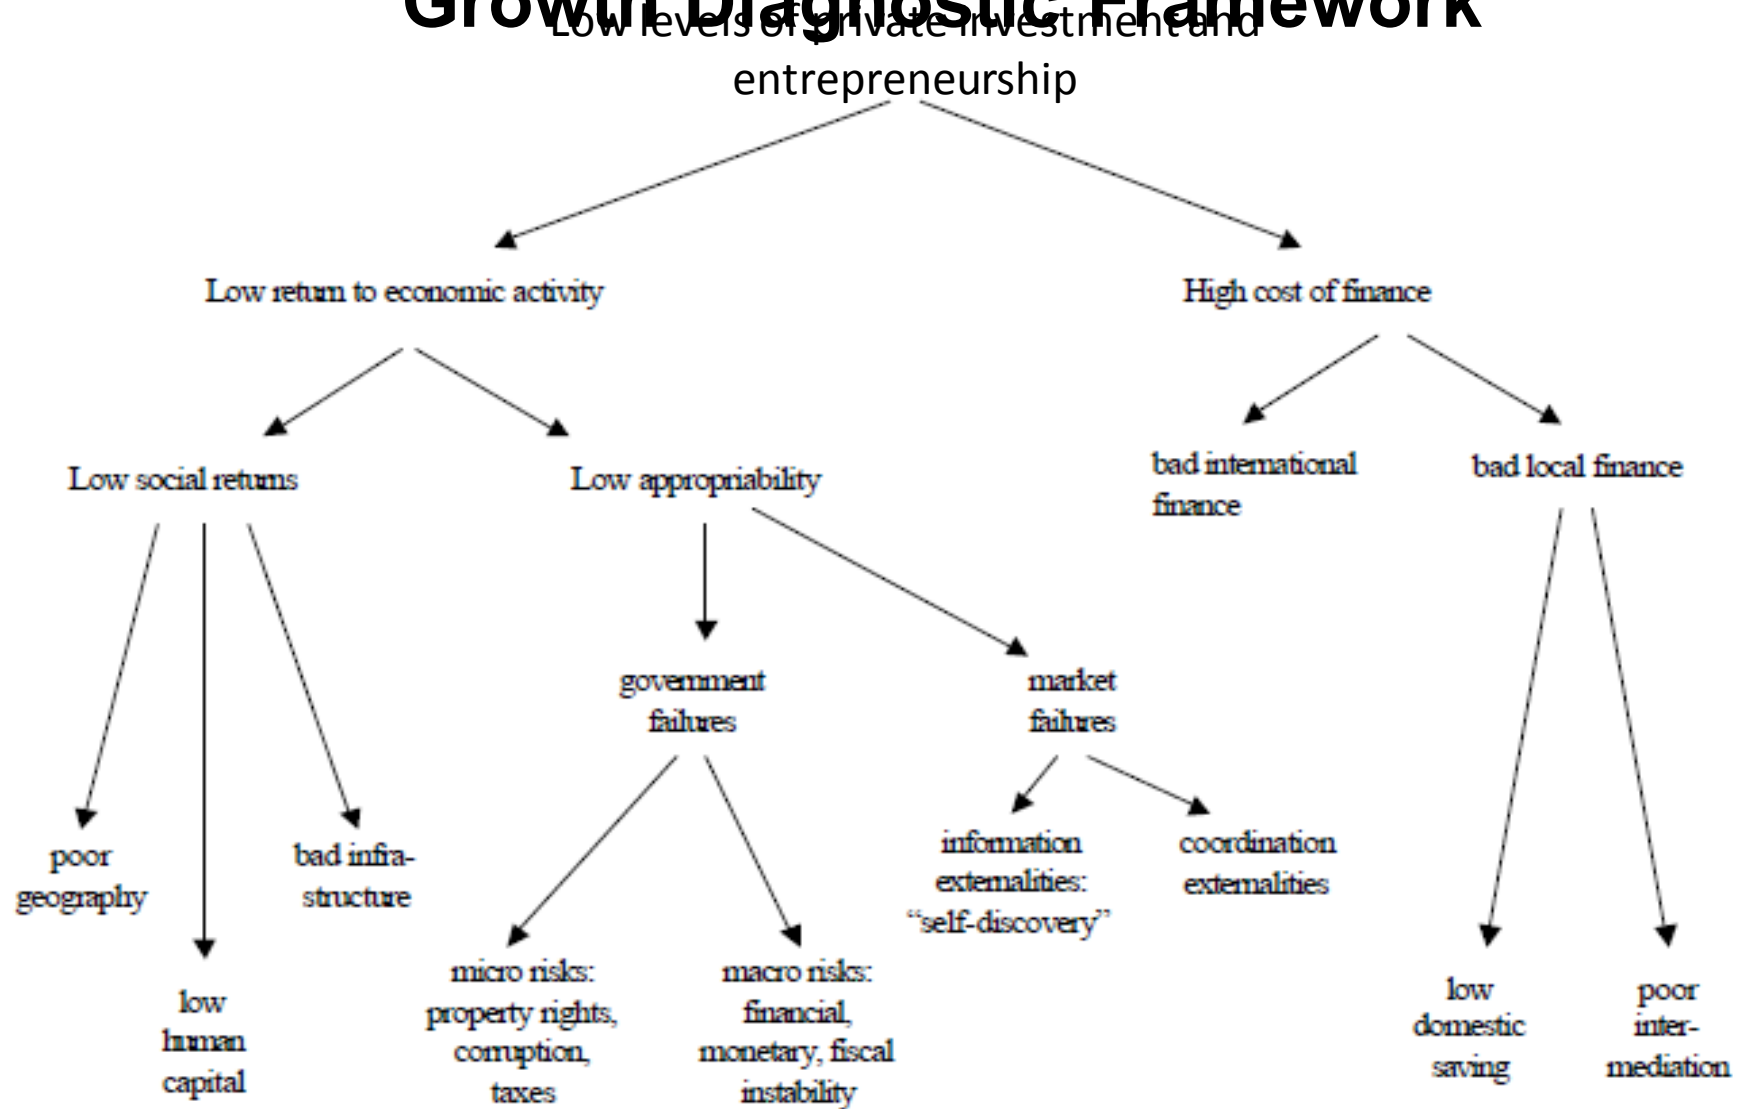 Growth Diagnostic Framework
Low levels of private investment and
entrepreneurship
Low return to economic activity
High cost of finance
Low social returns
Low appropriability
bad international
finance
bad local finance
government
failures
market
failures
poor
geography
low
human
capital
bad infra-
structure
micro risks:
property rights,
corruption,
taxes
macro risks:
financial,
monetary, fiscal
instability
information
externalities:
“self-discovery”
coordination
externalities
low
domestic
saving
poor
inter-
mediation